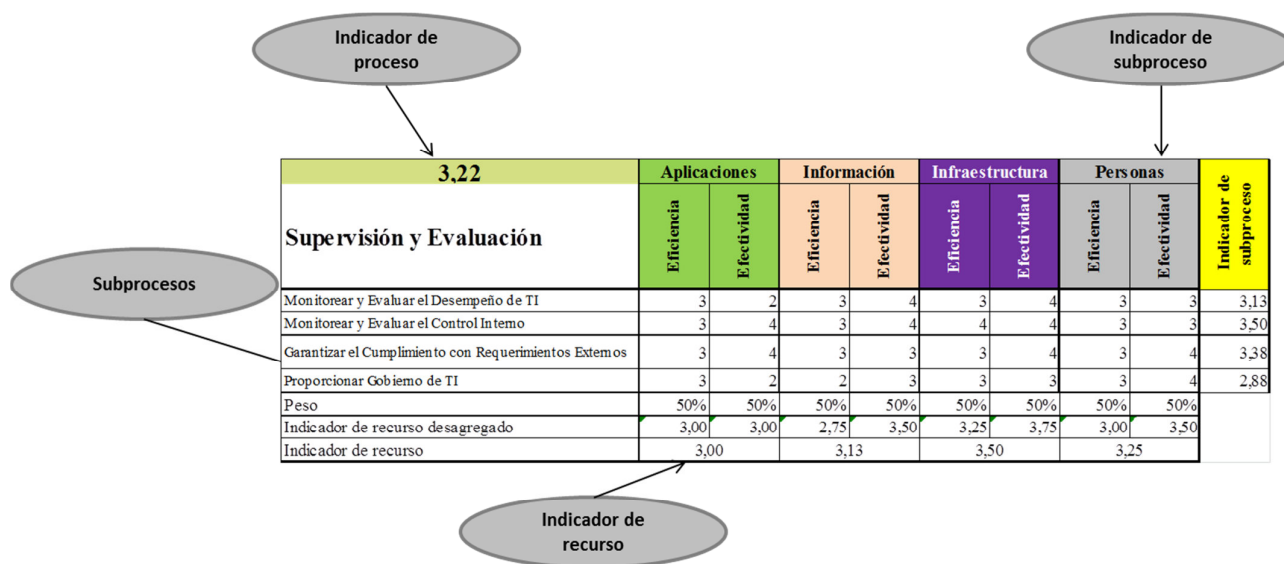 Indicador de
proceso
Indicador de
subproceso
3,22 Aplicaciones Información Infraestructura Personas Indicador de
subproceso
Supervisión y Evaluación Eficiencia Efectividad Eficiencia Efectividad Eficiencia Efectividad Eficiencia Efectividad
Subprocesos
Monitorear y Evaluar el Desempeño de TI 3 2 3 4 3 4 3 3 3,13
Monitorear y Evaluar el Control Interno 3 4 3 4 4 4 3 3 3,50
Garantizar el Cumplimiento con Requerimientos Externos 3 4 3 3 3 4 3 4 3,38
Proporcionar Gobierno de TI 3 2 2 3 3 3 3 4 2,88
Peso 50% 50% 50% 50% 50% 50% 50% 50%
Indicador de recurso desagregado 3,00 3,00 2,75 3,50 3,25 3,75 3,00 3,50
Indicador de recurso 3,00 3,13 3,50 3,25
Indicador de
recurso